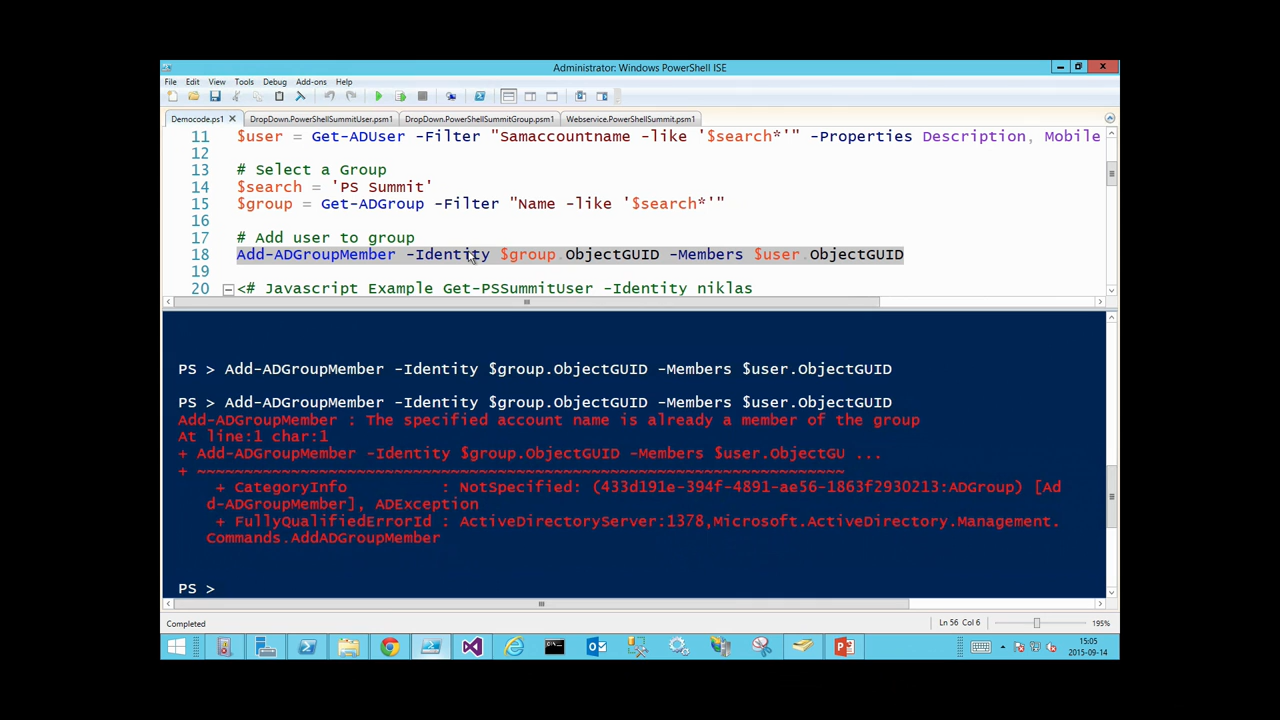 Administrator: Windows PowerShell ISE
File Edit View Tools Debug Add-ons Help
Democode.ps1 DropDown.PowerShellSummitUser.psm1 DropDown.PowerShellSummitGroup.psm1 Webservice.PowerShellSummit.psm1
11 $user = Get-ADUser -Filter "Samaccountname -like '$search*'" -Properties Description, Mobile
12
13 # Select a Group
14 $search = 'PS Summit'
15 $group = Get-ADGroup -Filter "Name -like '$search*'"
16
17 # Add user to group
18 Add-ADGroupMember -Identity $group.ObjectGUID -Members $user.ObjectGUID
19
20 <# Javascript Example Get-PSSummitUser -Identity niklas
PS > Add-ADGroupMember -Identity $group.ObjectGUID -Members $user.ObjectGUID
PS > Add-ADGroupMember -Identity $group.ObjectGUID -Members $user.ObjectGUID
Add-ADGroupMember : The specified account name is already a member of the group
At line:1 char:1
+ Add-ADGroupMember -Identity $group.ObjectGUID -Members $user.ObjectGU ...
+ ~~~~~~~~~~~~~~~~~~~~~~~~~~~~~~~~~~~~~~~~~~~~~~~~~~~~~~~~~~~~~~~~~~~~~
+ CategoryInfo : NotSpecified: (433d191e-394f-4891-ae56-1863f2930213:ADGroup) [Ad
d-ADGroupMember], ADException
+ FullyQualifiedErrorId : ActiveDirectoryServer:1378,Microsoft.ActiveDirectory.Management.
Commands.AddADGroupMember
PS >
Completed Ln 56 Col 6 195%
15:05
2015-09-14